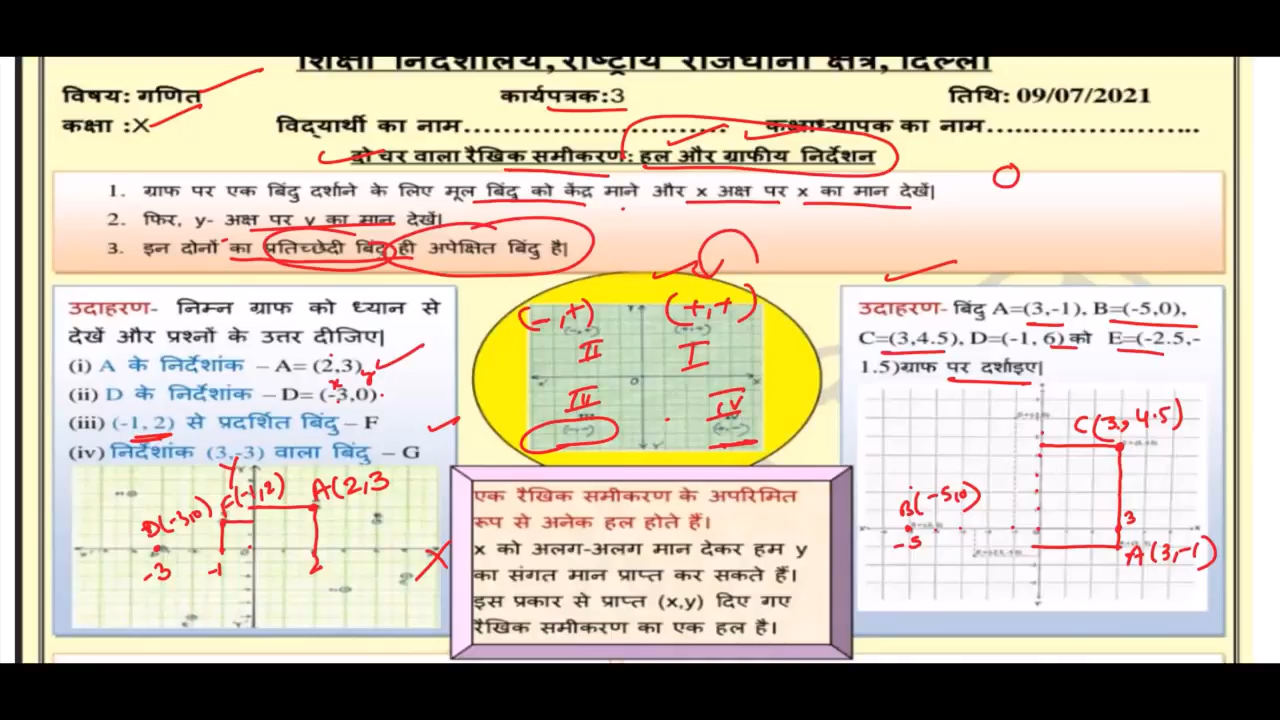 शिक्षा निदेशालय, राष्ट्रीय राजधानी क्षेत्र, दिल्ली
विषय: गणित कार्यपत्रक:3 तिथि: 09/07/2021
कक्षा :X विद्यार्थी का नाम........................... कक्षाध्यापक का नाम........................
दो चर वाला रैखिक समीकरण: हल और ग्राफीय निर्देशन
1. ग्राफ पर एक बिंदु दर्शाने के लिए मूल बिंदु को केंद्र माने और x अक्ष पर x का मान देखें|
2. फिर, y- अक्ष पर y का मान देखें|
3. इन दोनों का प्रतिच्छेदी बिंदु ही अपेक्षित बिंदु है|
O
उदाहरण- निम्न ग्राफ को ध्यान से
देखें और प्रश्नों के उत्तर दीजिए|
(i) A के निर्देशांक – A= (2,3)
x y
(ii) D के निर्देशांक – D= (-3,0)
(iii) (-1, 2) से प्रदर्शित बिंदु – F
(iv) निर्देशांक (3,-3) वाला बिंदु – G
Y
D(-3,0) F(-1,2) A(2,3
-3 -1 2
X
(-,+) (+,+)
II I
O
III IV
(-,-) (+,-)
एक रैखिक समीकरण के अपरिमित
रूप से अनेक हल होते हैं।
x को अलग-अलग मान देकर हम y
का संगत मान प्राप्त कर सकते हैं।
इस प्रकार से प्राप्त (x,y) दिए गए
रैखिक समीकरण का एक हल है।
उदाहरण- बिंदु A=(3,-1), B=(-5,0),
C=(3,4.5), D=(-1, 6) को E=(-2.5,-
1.5)ग्राफ पर दर्शाइए|
C(3, 4.5)
B(-5,0)
-5 3
A(3,-1)